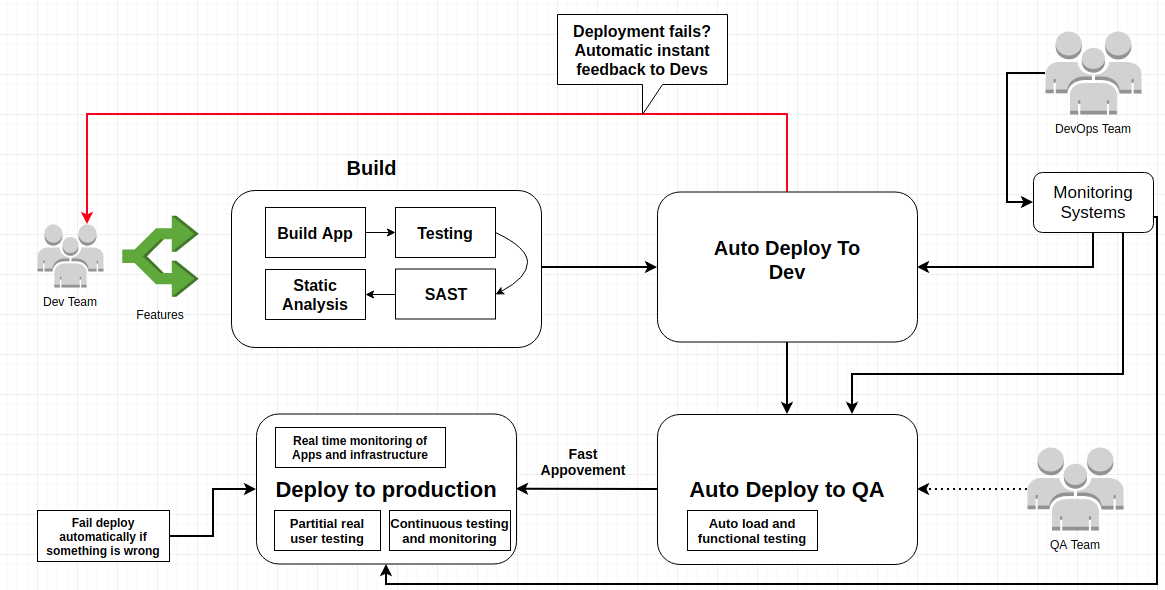 Deployment fails?
Automatic instant
feedback to Devs
DevOps Team
Build
Monitoring
Systems
Build App
Testing
Auto Deploy To
Dev
Static
Analysis
SAST
Dev Team
Features
Real time monitoring of
Apps and infrastructure
Fast
Appovement
Deploy to production
Auto Deploy to QA
Fail deploy
automatically if
something is wrong
Partitial real
user testing
Continuous testing
and monitoring
Auto load and
functional testing
QA Team